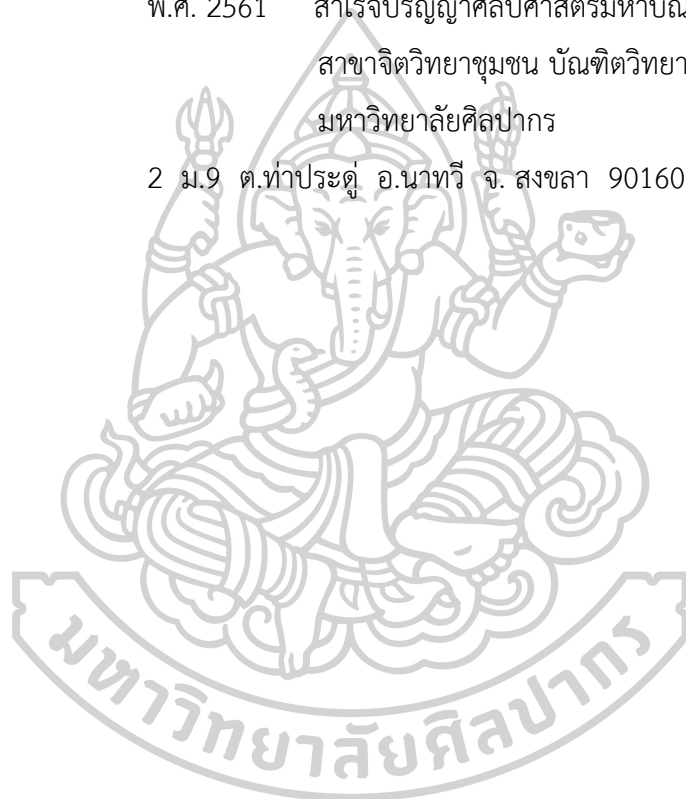 พ.ศ. 2561 สำเร็จปริญญาศิลปศาสตรมหาบัณ
สาขาจิตวิทยาชุมชน บัณฑิตวิทยา
มหาวิทยาลัยศิลปากร
2 ม.9 ต.ท่าประดู่ อ.นาทวี จ. สงขลา 90160
มหาวิทยาลัยศิลปากร